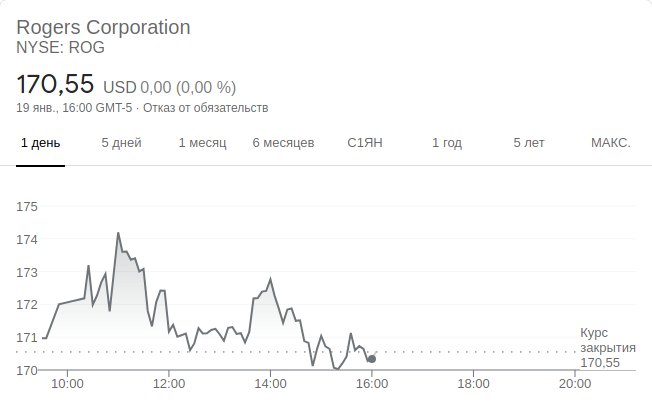 Rogers Corporation
NYSE: ROG
170,55 USD 0,00 (0,00 %)
19 янв., 16:00 GMT-5 · Отказ от обязательств
1 день 5 дней 1 месяц 6 месяцев С1ЯН 1 год 5 лет МАКС.
175
174
173
172
171
170
Курс
закрытия
170,55
10:00 12:00 14:00 16:00 18:00 20:00